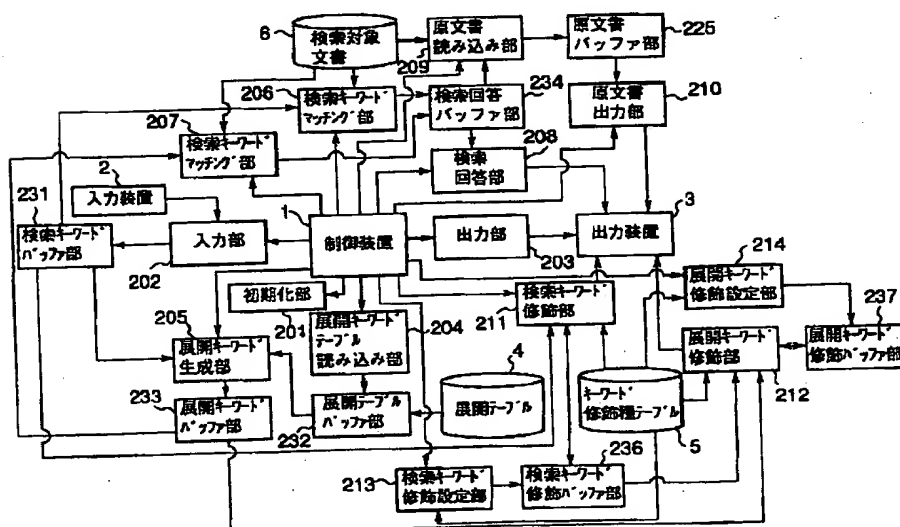 6
検索対象
文書
原文書
読み込み部
209
原文書
バッファ部
225
206
検索キーワード
マッチング部
検索回答
バッファ部
234
原文書
出力部
210
207
検索キーワード
マッチング部
208
検索
回答部
2
入力装置
231
検索キーワード
バッファ部
入力部
202
1
制御装置
出力部
203
3
出力装置
214
展開キーワード
修飾設定部
初期化部
201
検索キーワード
修飾部
211
237
205
展開キーワード
生成部
展開キーワード
テーブル
読み込み部
204
展開キーワード
修飾部
212
展開キーワード
修飾バッファ部
4
展開テーブル
キーワード
修飾種テーブル
5
233
展開キーワード
バッファ部
展開テーブル
バッファ部
232
236
213
検索キーワード
修飾設定部
検索キーワード
修飾バッファ部